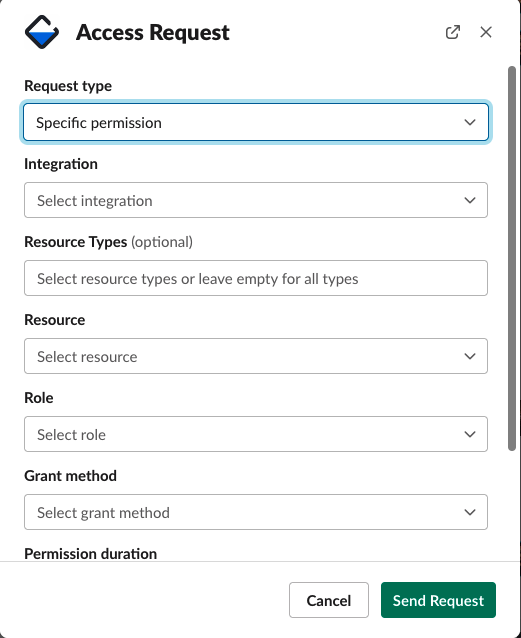 Access Request
Request type
Specific permission
Integration
Select integration
Resource Types (optional)
Select resource types or leave empty for all types
Resource
Select resource
Role
Select role
Grant method
Select grant method
Permission duration
Cancel
Send Request